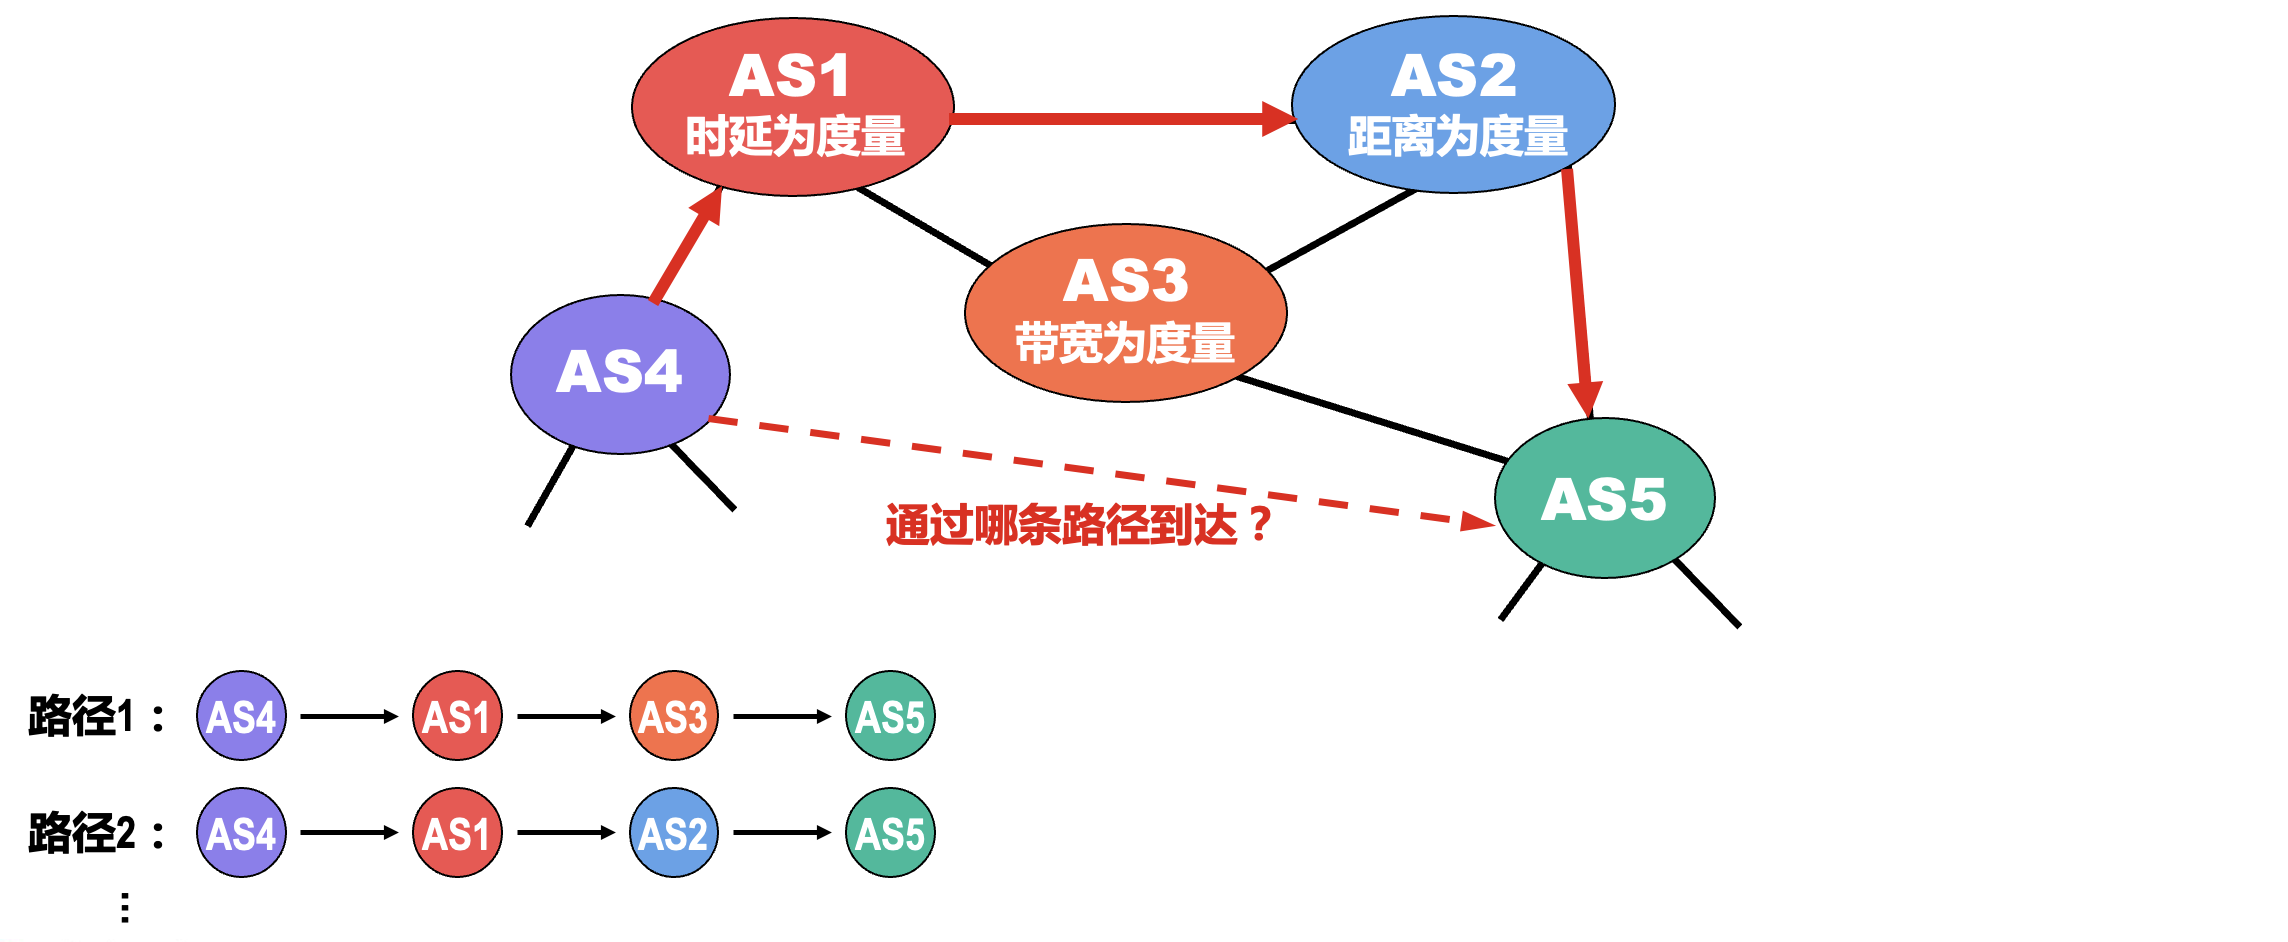 AS1
时延为度量
AS2
距离为度量
AS3
带宽为度量
AS4
AS5
通过哪条路径到达？
路径1： AS4 AS1 AS3 AS5
路径2： AS4 AS1 AS2 AS5
⋮